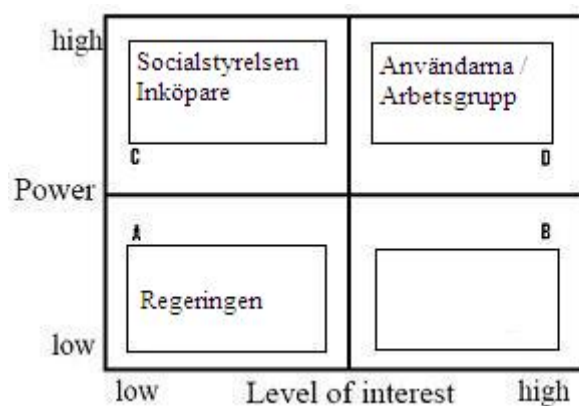 high
Socialstyrelsen
Inköpare
Användarna /
Arbetsgrupp
C
D
Power
A
B
Regeringen
low
low
Level of interest
high